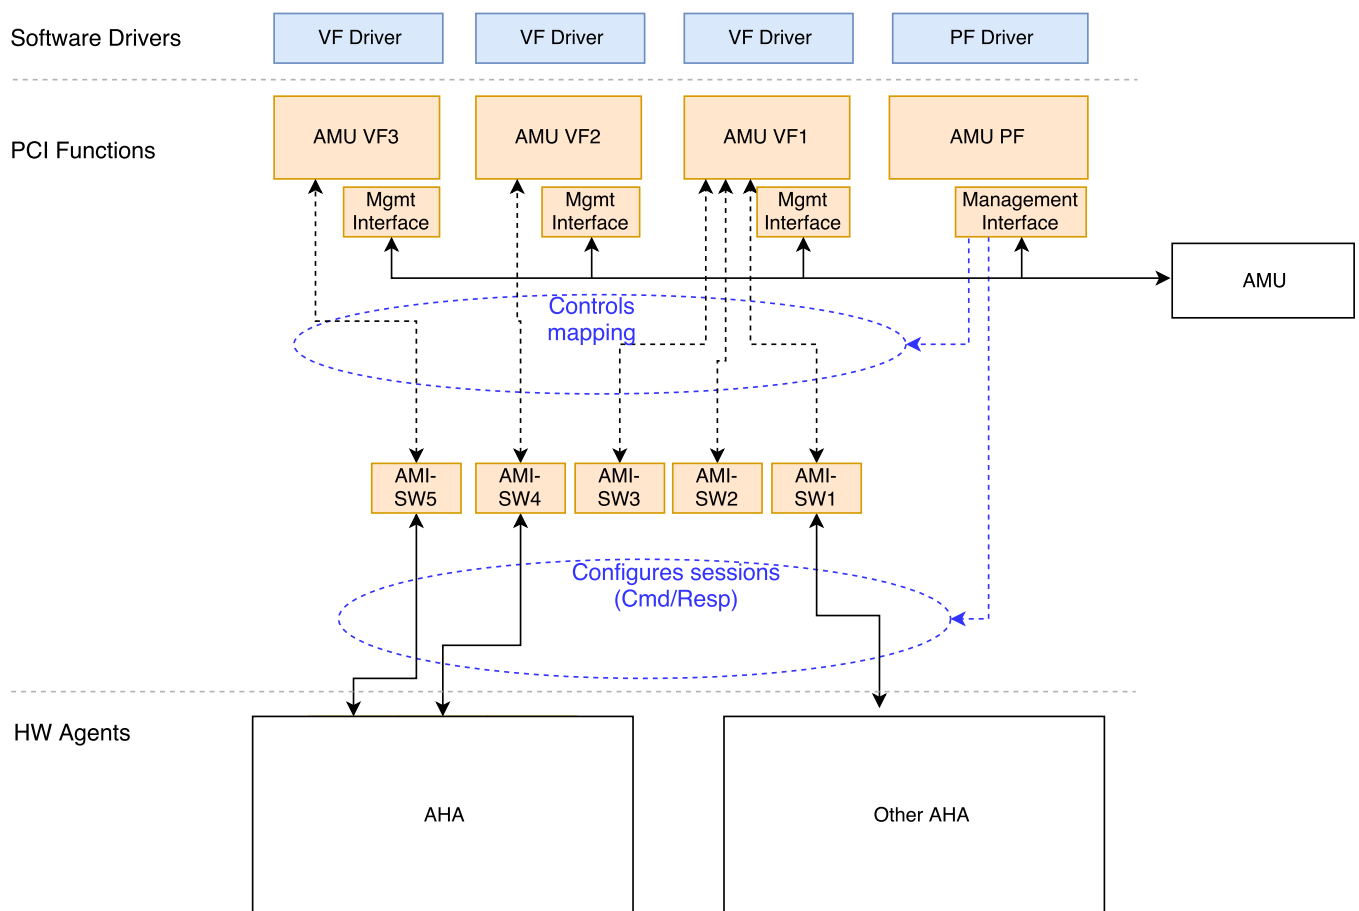 Software Drivers
VF Driver
VF Driver
VF Driver
PF Driver
PCI Functions
AMU VF3
AMU VF2
AMU VF1
AMU PF
Mgmt
Interface
Mgmt
Interface
Mgmt
Interface
Management
Interface
AMU
Controls
mapping
AMI-
SW5
AMI-
SW4
AMI-
SW3
AMI-
SW2
AMI-
SW1
Configures sessions
(Cmd/Resp)
HW Agents
AHA
Other AHA